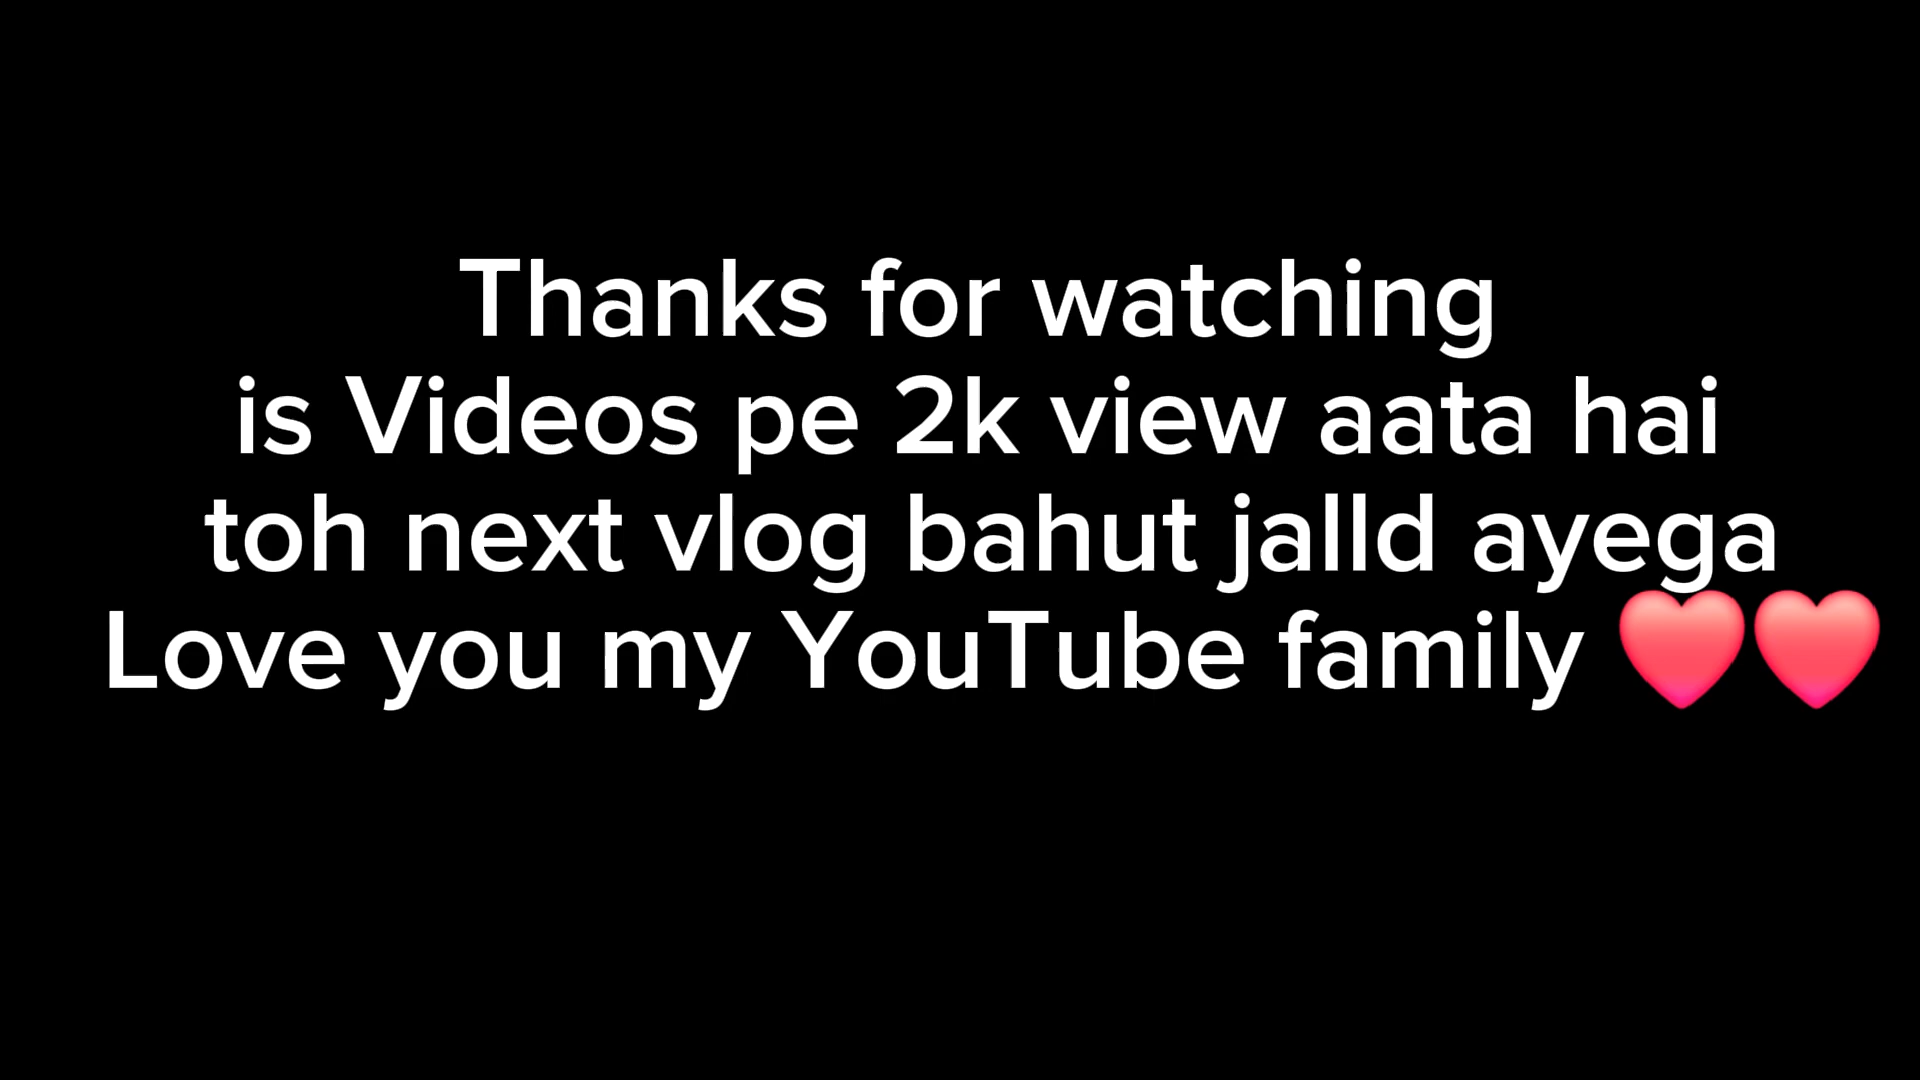 Thanks for watching
is Videos pe 2k view aata hai
toh next vlog bahut jalld ayega
Love you my YouTube family ❤️❤️